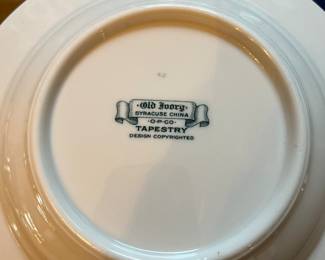 Old Ivory
SYRACUSE CHINA
·O·P·CO·
TAPESTRY
DESIGN COPYRIGHTED